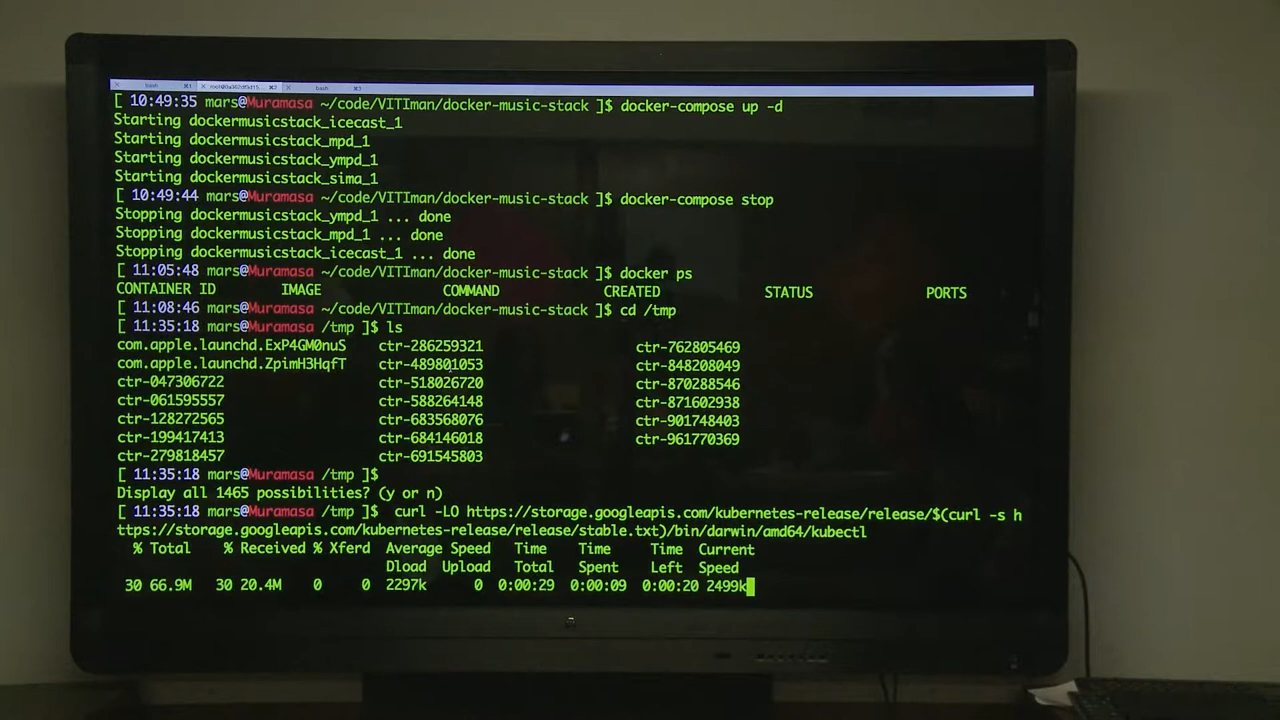 bash ⌘1 root@0a362df5d15... ⌘2 bash ⌘3
[ 10:49:35 mars@Muramasa ~/code/VITIman/docker-music-stack ]$ docker-compose up -d
Starting dockermusicstack_icecast_1
Starting dockermusicstack_mpd_1
Starting dockermusicstack_ympd_1
Starting dockermusicstack_sima_1
[ 10:49:44 mars@Muramasa ~/code/VITIman/docker-music-stack ]$ docker-compose stop
Stopping dockermusicstack_ympd_1 ... done
Stopping dockermusicstack_mpd_1 ... done
Stopping dockermusicstack_icecast_1 ... done
[ 11:05:48 mars@Muramasa ~/code/VITIman/docker-music-stack ]$ docker ps
CONTAINER ID IMAGE COMMAND CREATED STATUS PORTS
[ 11:08:46 mars@Muramasa ~/code/VITIman/docker-music-stack ]$ cd /tmp
[ 11:35:18 mars@Muramasa /tmp ]$ ls
com.apple.launchd.ExP4GM0nuS ctr-286259321 ctr-762805469
com.apple.launchd.ZpimH3HqfT ctr-489801053 ctr-848208049
ctr-047306722 ctr-518026720 ctr-870288546
ctr-061595557 ctr-588264148 ctr-871602938
ctr-128272565 ctr-683568076 ctr-901748403
ctr-199417413 ctr-684146018 ctr-961770369
ctr-279818457 ctr-691545803
[ 11:35:18 mars@Muramasa /tmp ]$
Display all 1465 possibilities? (y or n)
[ 11:35:18 mars@Muramasa /tmp ]$ curl -LO https://storage.googleapis.com/kubernetes-release/release/$(curl -s h
ttps://storage.googleapis.com/kubernetes-release/release/stable.txt)/bin/darwin/amd64/kubectl
% Total % Received % Xferd Average Speed Time Time Time Current
Dload Upload Total Spent Left Speed
30 66.9M 30 20.4M 0 0 2297k 0 0:00:29 0:00:09 0:00:20 2499k
hp